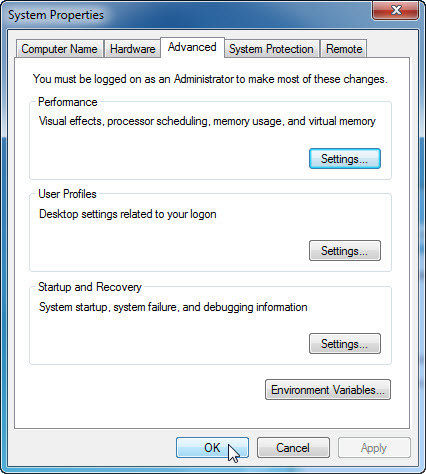 System Properties
Computer Name Hardware Advanced System Protection Remote
You must be logged on as an Administrator to make most of these changes.
Performance
Visual effects, processor scheduling, memory usage, and virtual memory
Settings...
User Profiles
Desktop settings related to your logon
Settings...
Startup and Recovery
System startup, system failure, and debugging information
Settings...
Environment Variables...
OK Cancel Apply